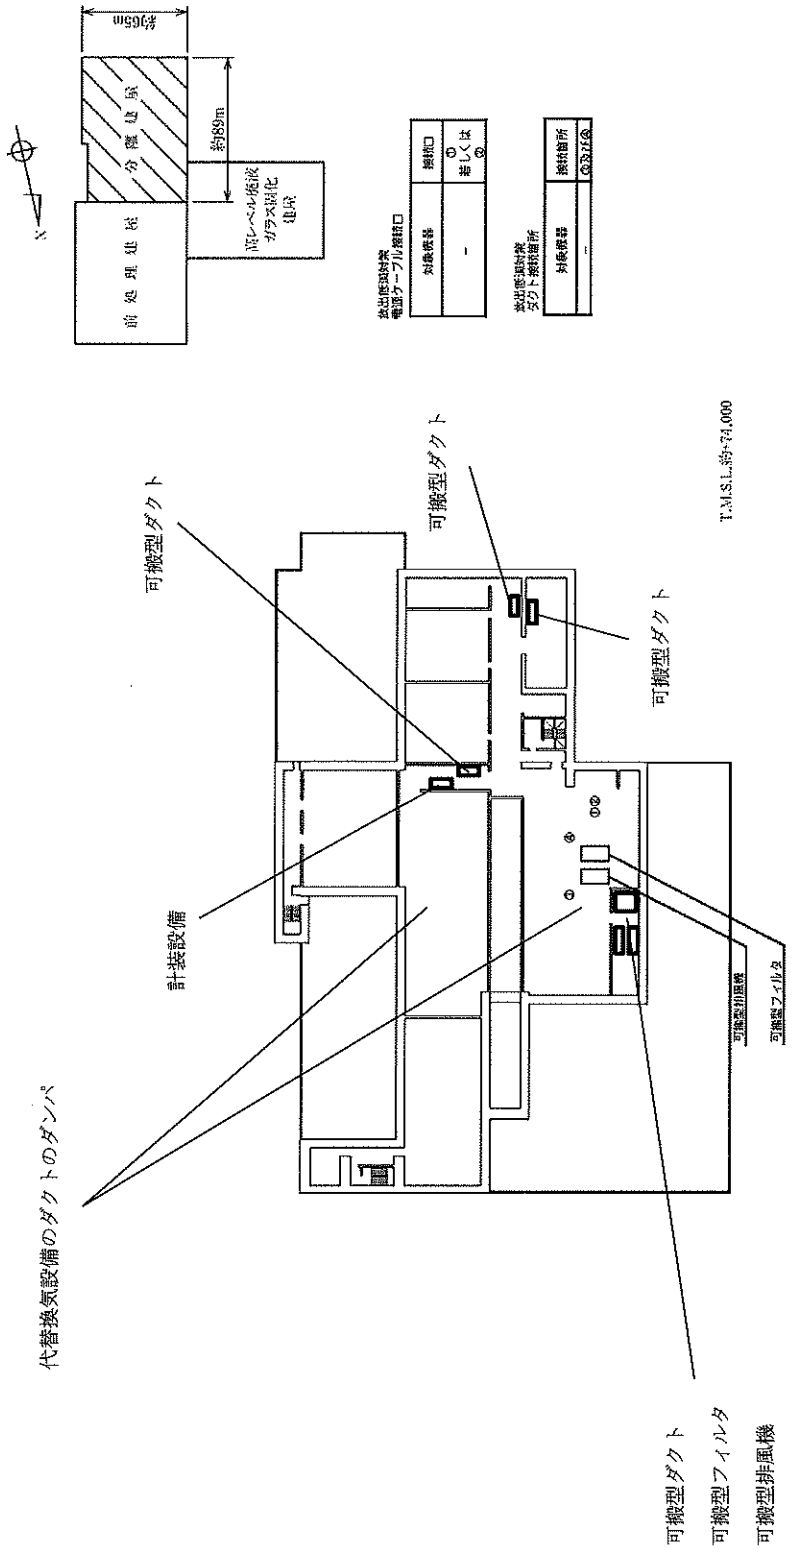 代替換気設備のダクトのダンパ
計装設備
可搬型ダクト
可搬型ダクト
可搬型ダクト
可搬型ダクト
可搬型フィルタ
可搬型排風機
可搬型排風機
可搬型フィルタ
①②
T.M.S.L.約+74,000
N
前処理建屋
分離建屋
高レベル廃液
ガラス固化
建屋
約89m
約65m
放出低減対策
電源ケーブル接続口
対象機器
接続口
-
①
若しくは
②
放出低減対策
ダクト接続箇所
対象機器
接続箇所
-